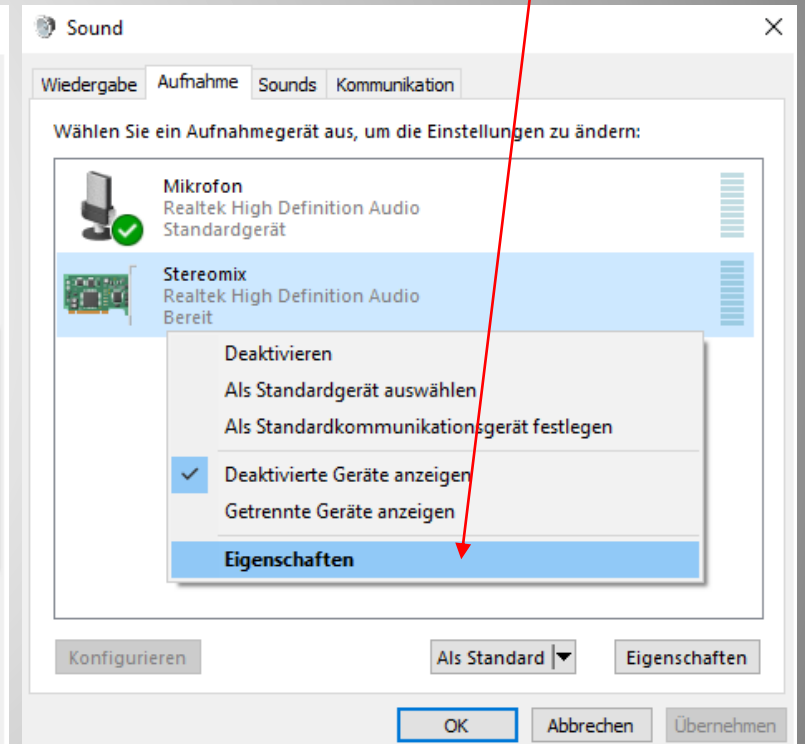 Sound
Wiedergabe Aufnahme Sounds Kommunikation
Wählen Sie ein Aufnahmegerät aus, um die Einstellungen zu ändern:
Mikrofon
Realtek High Definition Audio
Standardgerät
Stereomix
Realtek High Definition Audio
Bereit
Deaktivieren
Als Standardgerät auswählen
Als Standardkommunikationsgerät festlegen
Deaktivierte Geräte anzeigen
Getrennte Geräte anzeigen
Eigenschaften
Konfigurieren Als Standard Eigenschaften
OK Abbrechen Übernehmen